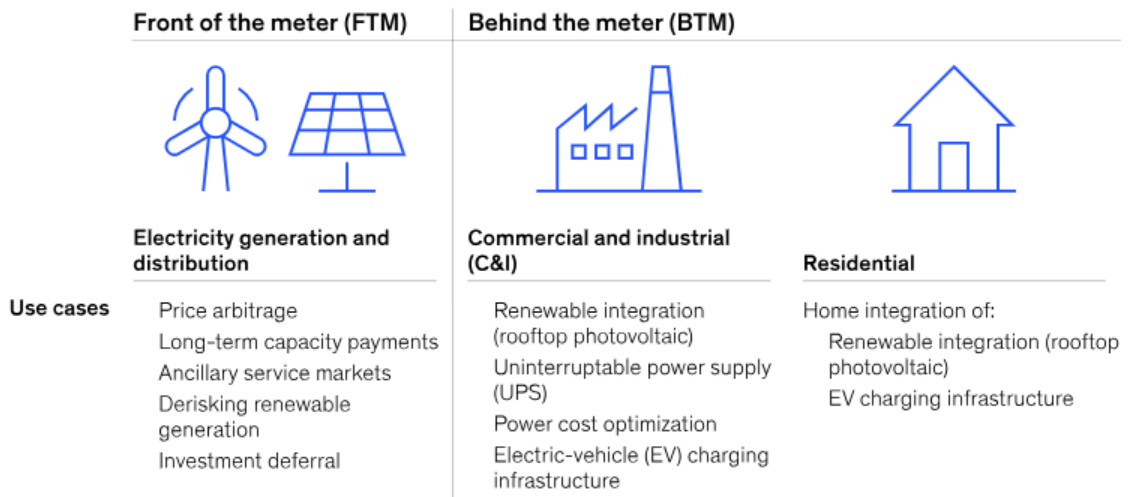 Front of the meter (FTM)
Behind the meter (BTM)
Electricity generation and
distribution
Commercial and industrial
(C&I)
Residential
Use cases
Price arbitrage
Long-term capacity payments
Ancillary service markets
Derisking renewable
generation
Investment deferral
Renewable integration
(rooftop photovoltaic)
Uninterruptable power supply
(UPS)
Power cost optimization
Electric-vehicle (EV) charging
infrastructure
Home integration of:
Renewable integration (rooftop
photovoltaic)
EV charging infrastructure